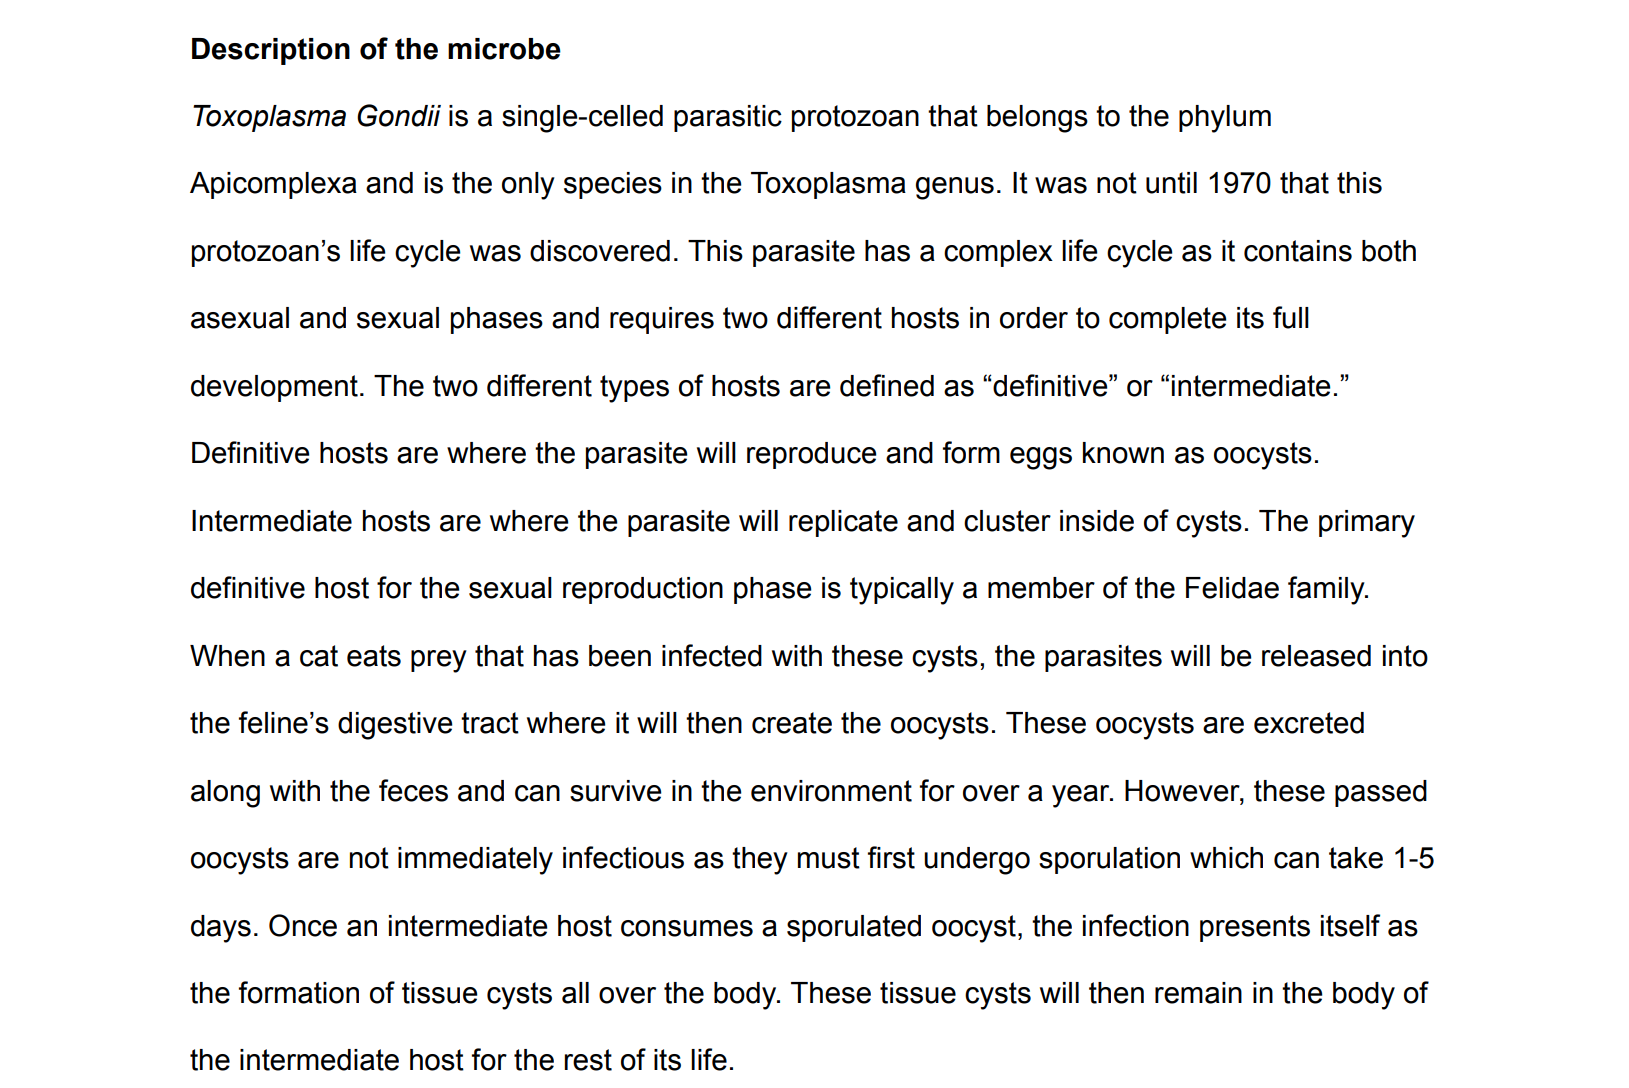 Description of the microbe
Toxoplasma Gondii is a single-celled parasitic protozoan that belongs to the phylum
Apicomplexa and is the only species in the Toxoplasma genus. It was not until 1970 that this
protozoan’s life cycle was discovered. This parasite has a complex life cycle as it contains both
asexual and sexual phases and requires two different hosts in order to complete its full
development. The two different types of hosts are defined as “definitive” or “intermediate.”
Definitive hosts are where the parasite will reproduce and form eggs known as oocysts.
Intermediate hosts are where the parasite will replicate and cluster inside of cysts. The primary
definitive host for the sexual reproduction phase is typically a member of the Felidae family.
When a cat eats prey that has been infected with these cysts, the parasites will be released into
the feline’s digestive tract where it will then create the oocysts. These oocysts are excreted
along with the feces and can survive in the environment for over a year. However, these passed
oocysts are not immediately infectious as they must first undergo sporulation which can take 1-5
days. Once an intermediate host consumes a sporulated oocyst, the infection presents itself as
the formation of tissue cysts all over the body. These tissue cysts will then remain in the body of
the intermediate host for the rest of its life.